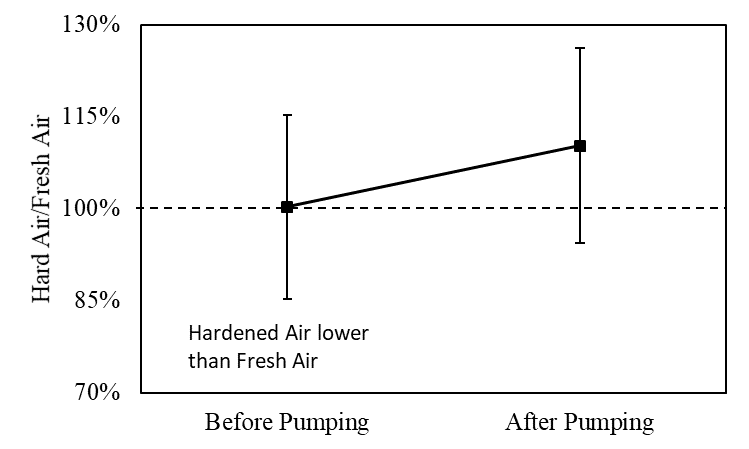 130%
115%
100%
85%
70%
Hard Air/Fresh Air
Hardened Air lower
than Fresh Air
Before Pumping
After Pumping